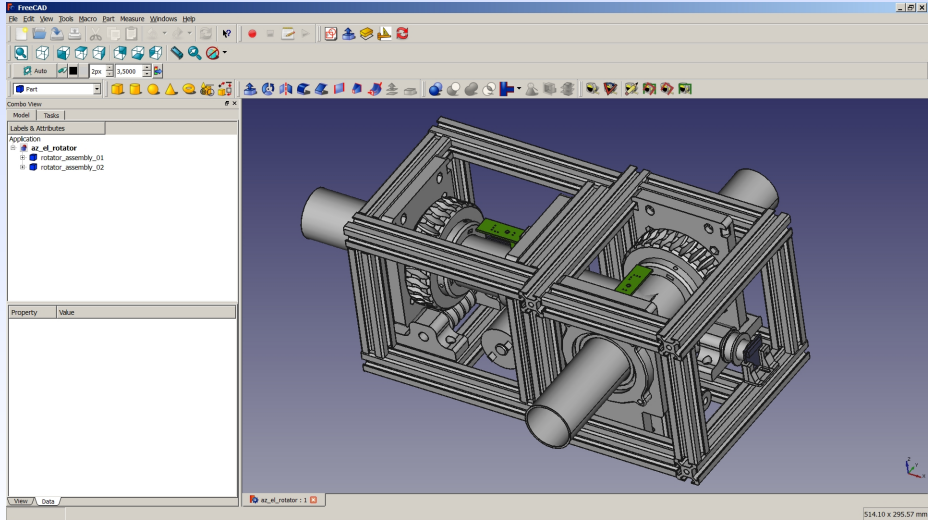 FreeCAD
File Edit View Tools Macro Part Measure Windows Help
Auto 2px 3,5000
Part
Combo View
Model Tasks
Labels & Attributes
Application
az_el_rotator
rotator_assembly_01
rotator_assembly_02
Property Value
View Data
az_el_rotator : 1
Z
Y
X
514.10 x 295.57 mm